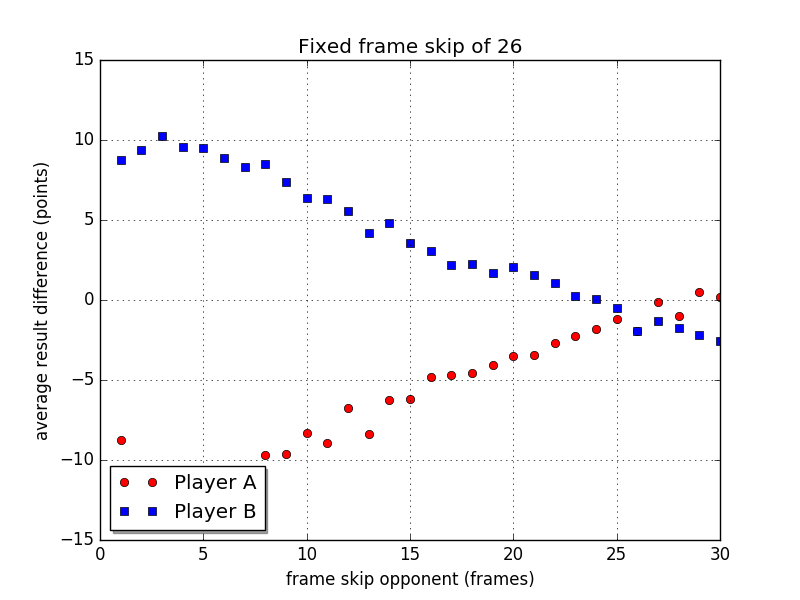 Fixed frame skip of 26
average result difference (points)
15
10
5
0
−5
−10
−15
Player A
Player B
0 5 10 15 20 25 30
frame skip opponent (frames)